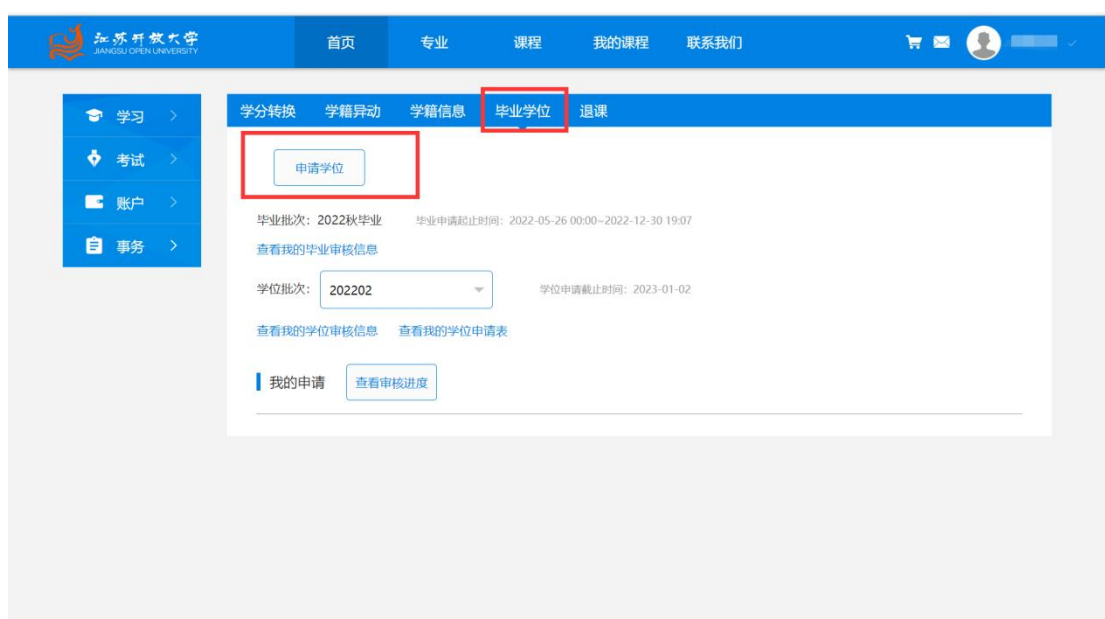 江苏开放大学
JIANGSU OPEN UNIVERSITY
首页 专业 课程 我的课程 联系我们
学习
考试
账户
事务
学分转换 学籍异动 学籍信息 毕业学位 退课
申请学位
毕业批次：2022秋毕业 毕业申请起止时间：2022-05-26 00:00~2022-12-30 19:07
查看我的毕业审核信息
学位批次： 202202 学位申请截止时间：2023-01-02
查看我的学位审核信息 查看我的学位申请表
我的申请 查看审核进度